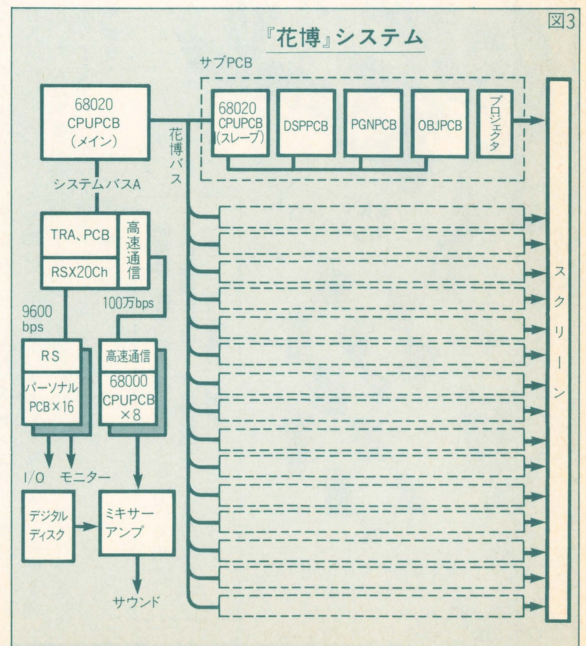 図3
『花博』システム
サブPCB
68020
CPUPCB
(メイン)
花博バス
68020
CPUPCB
(スレーブ)
DSPPCB
PGNPCB
OBJPCB
プロジェクタ
スクリーン
システムバスA
TRA、PCB
RSX20Ch
高速通信
9600
bps
100万bps
RS
パーソナル
PCB×16
高速通信
68000
CPUPCB
×8
I/O
モニター
デジタル
ディスク
ミキサー
アンプ
サウンド